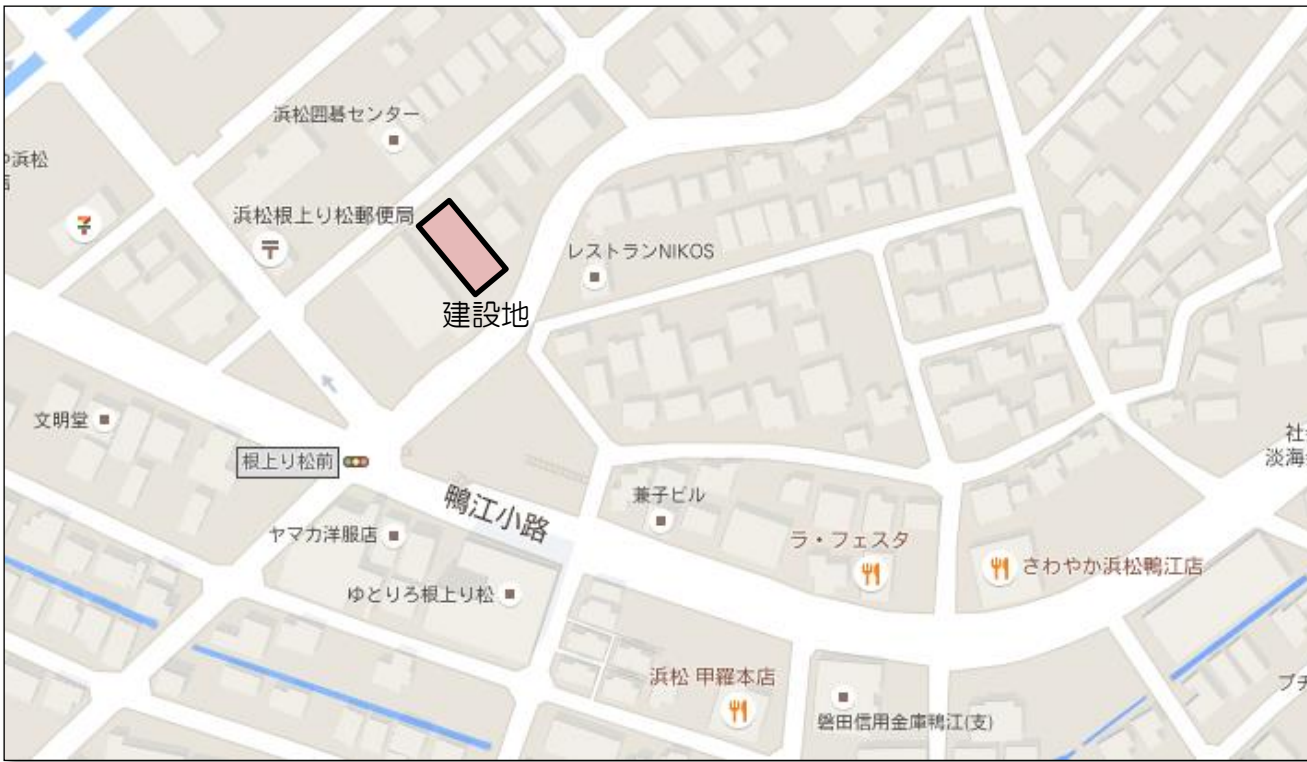 浜松囲碁センター
浜松
浜松根上り松郵便局
レストランNIKOS
建設地
文明堂
根上り松前
社
淡海
鴨江小路
兼子ビル
ヤマカ洋服店
ラ・フェスタ
さわやか浜松鴨江店
ゆとりろ根上り松
浜松 甲羅本店
プチ
磐田信用金庫鴨江(支)